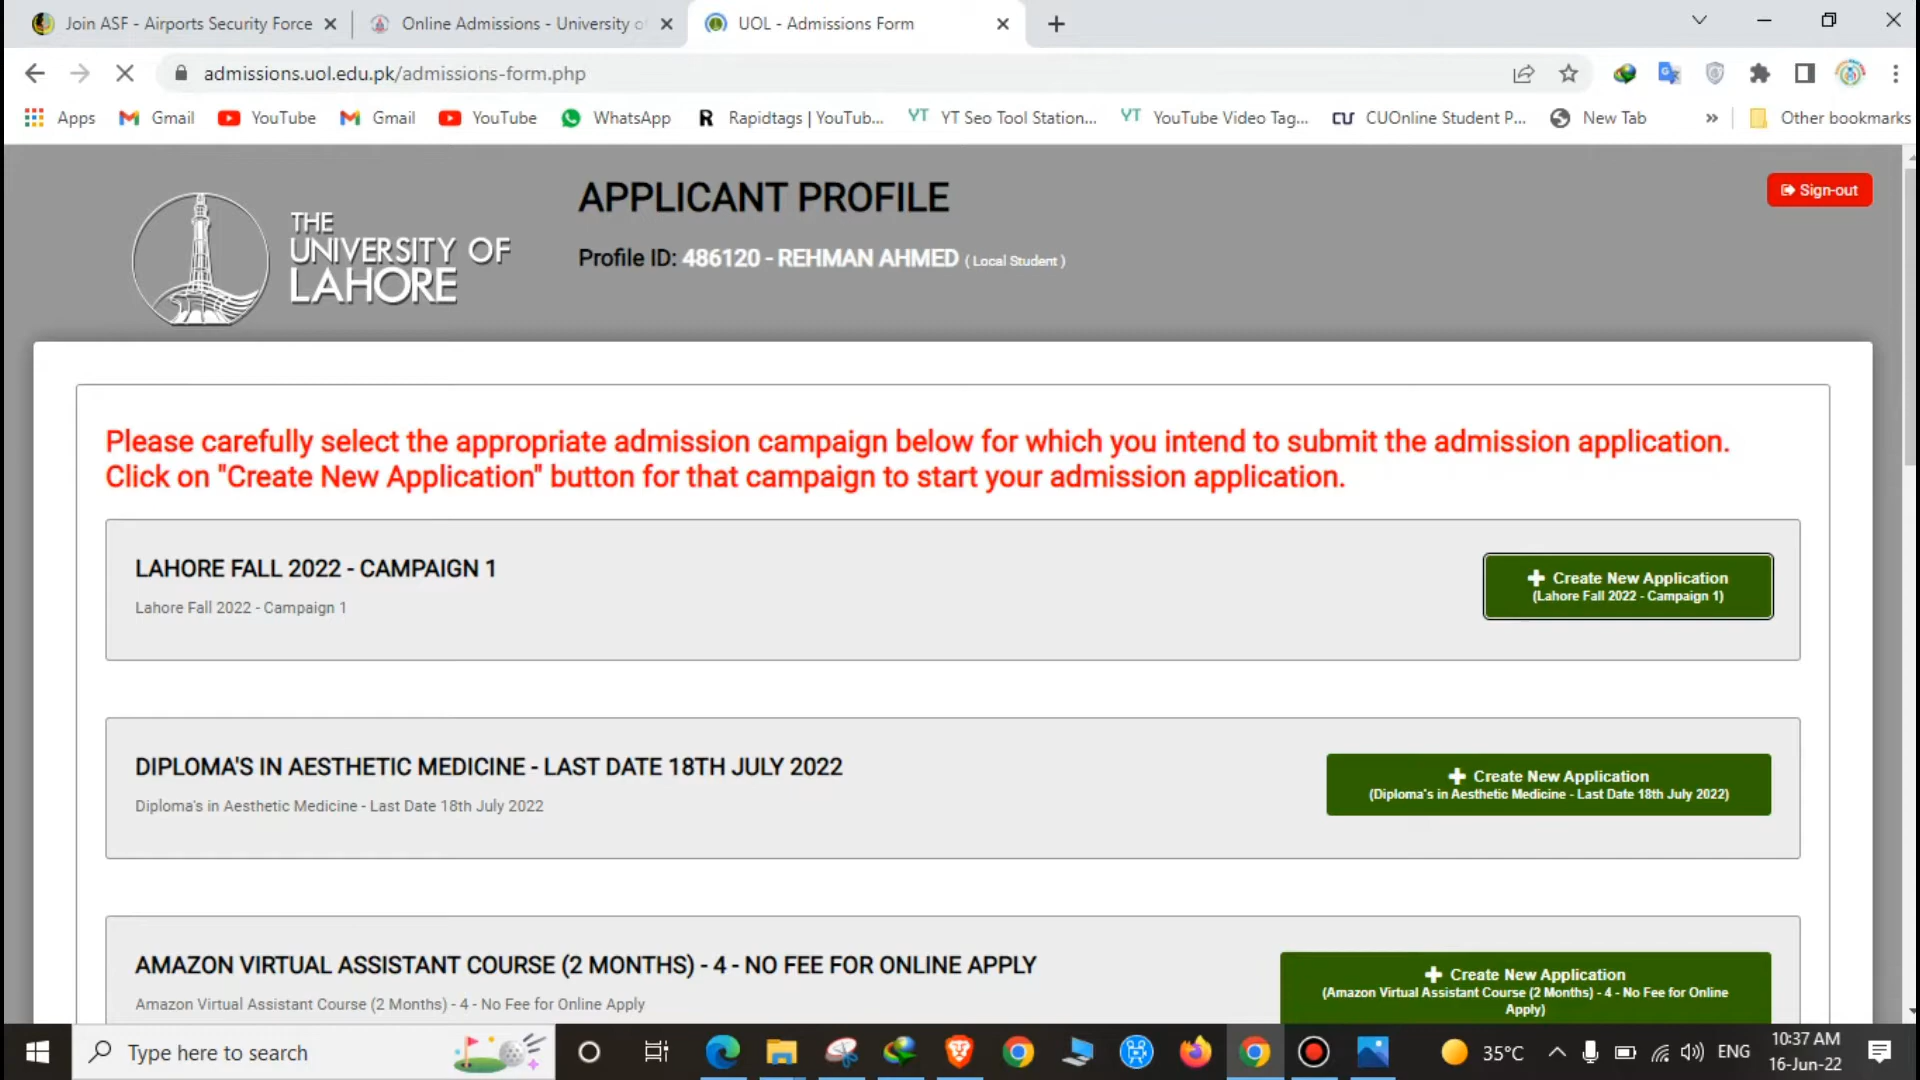 Join ASF - Airports Security Force
Online Admissions - University o
UOL - Admissions Form
admissions.uol.edu.pk/admissions-form.php
Apps
Gmail
YouTube
Gmail
YouTube
WhatsApp
Rapidtags | YouTub...
YT YT Seo Tool Station...
YT YouTube Video Tag...
CU CUOnline Student P...
New Tab
»
Other bookmarks
THE
UNIVERSITY OF
LAHORE
APPLICANT PROFILE
Profile ID: 486120 - REHMAN AHMED ( Local Student )
Sign-out
Please carefully select the appropriate admission campaign below for which you intend to submit the admission application.
Click on "Create New Application" button for that campaign to start your admission application.
LAHORE FALL 2022 - CAMPAIGN 1
Lahore Fall 2022 - Campaign 1
Create New Application
(Lahore Fall 2022 - Campaign 1)
DIPLOMA'S IN AESTHETIC MEDICINE - LAST DATE 18TH JULY 2022
Diploma's in Aesthetic Medicine - Last Date 18th July 2022
Create New Application
(Diploma's in Aesthetic Medicine - Last Date 18th July 2022)
AMAZON VIRTUAL ASSISTANT COURSE (2 MONTHS) - 4 - NO FEE FOR ONLINE APPLY
Amazon Virtual Assistant Course (2 Months) - 4 - No Fee for Online Apply
Create New Application
(Amazon Virtual Assistant Course (2 Months) - 4 - No Fee for Online
Apply)
Type here to search
35°C
ENG
10:37 AM
16-Jun-22